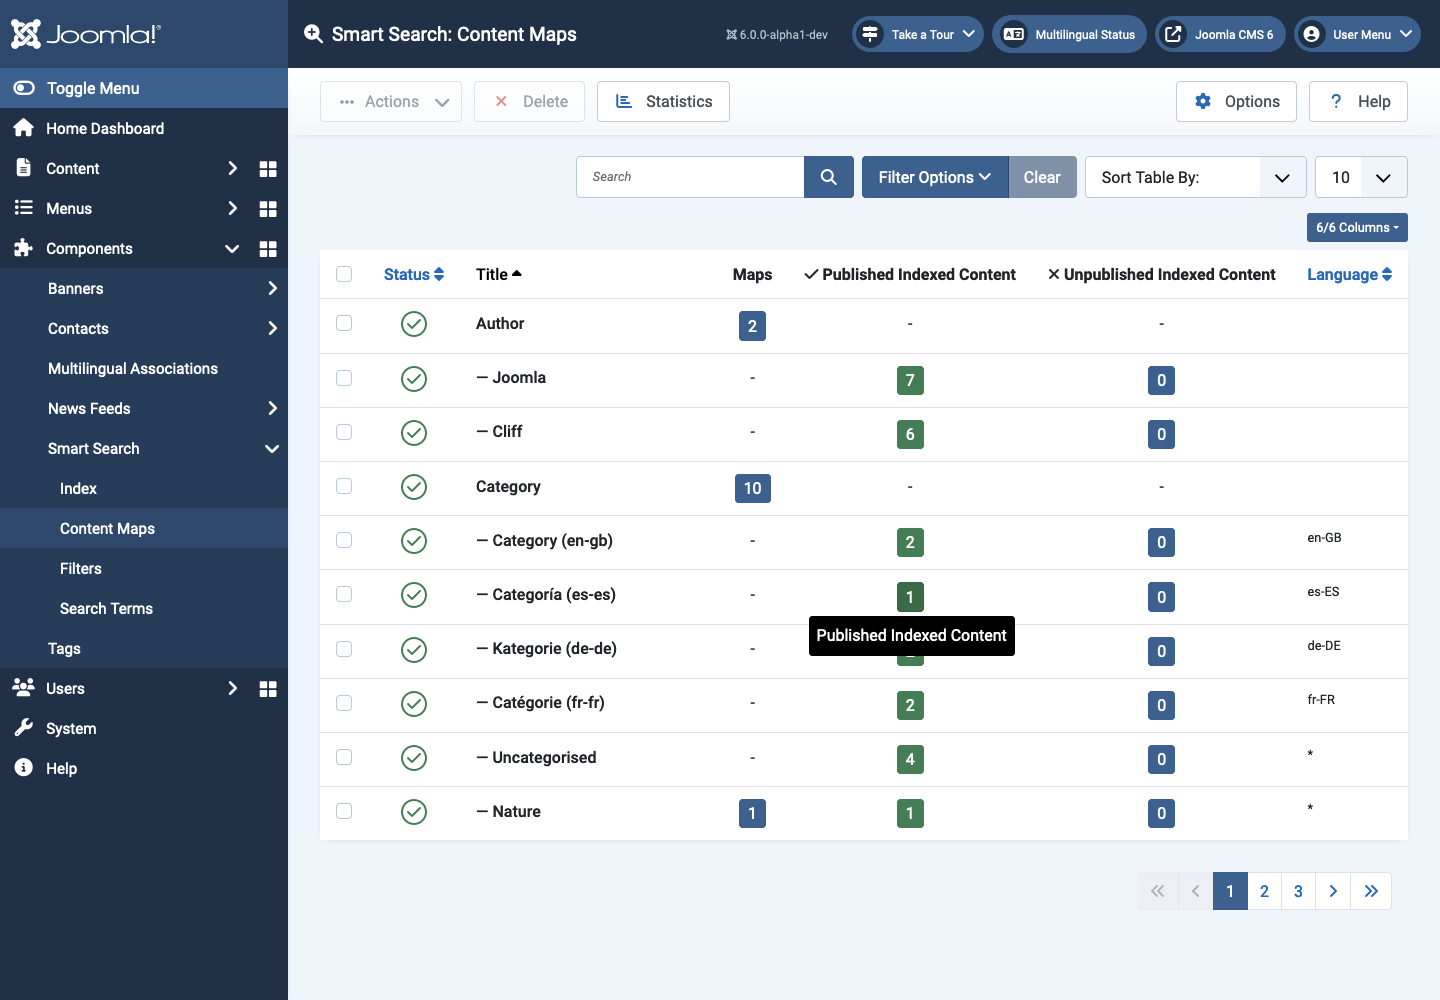 Joomla!
Smart Search: Content Maps
6.0.0-alpha1-dev
Take a Tour
Multilingual Status
Joomla CMS 6
User Menu
Toggle Menu
Home Dashboard
Content
Menus
Components
Banners
Contacts
Multilingual Associations
News Feeds
Smart Search
Index
Content Maps
Filters
Search Terms
Tags
Users
System
Help
Actions
Delete
Statistics
Options
? Help
Search
Filter Options
Clear
Sort Table By:
10
6/6 Columns
Status Title Maps Published Indexed Content Unpublished Indexed Content Language
Author 2 - -
— Joomla - 7 0
— Cliff - 6 0
Category 10 - -
— Category (en-gb) - 2 0 en-GB
— Categoría (es-es) - 1 0 es-ES
Published Indexed Content
— Kategorie (de-de) - 0 de-DE
— Catégorie (fr-fr) - 2 0 fr-FR
— Uncategorised - 4 0 *
— Nature 1 1 0 *
1 2 3